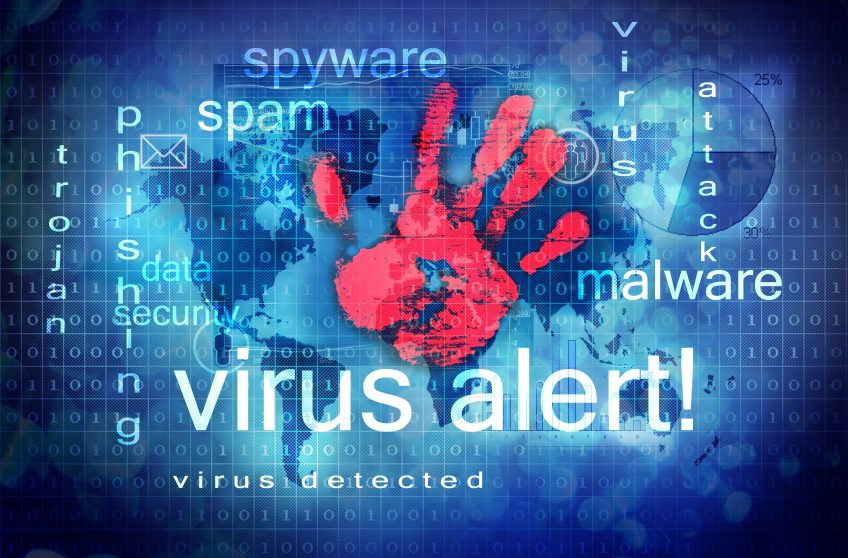 spyware
spam
virus
attack
25%
phishing
trojan
30%
data
malware
security
virus alert!
virus detected